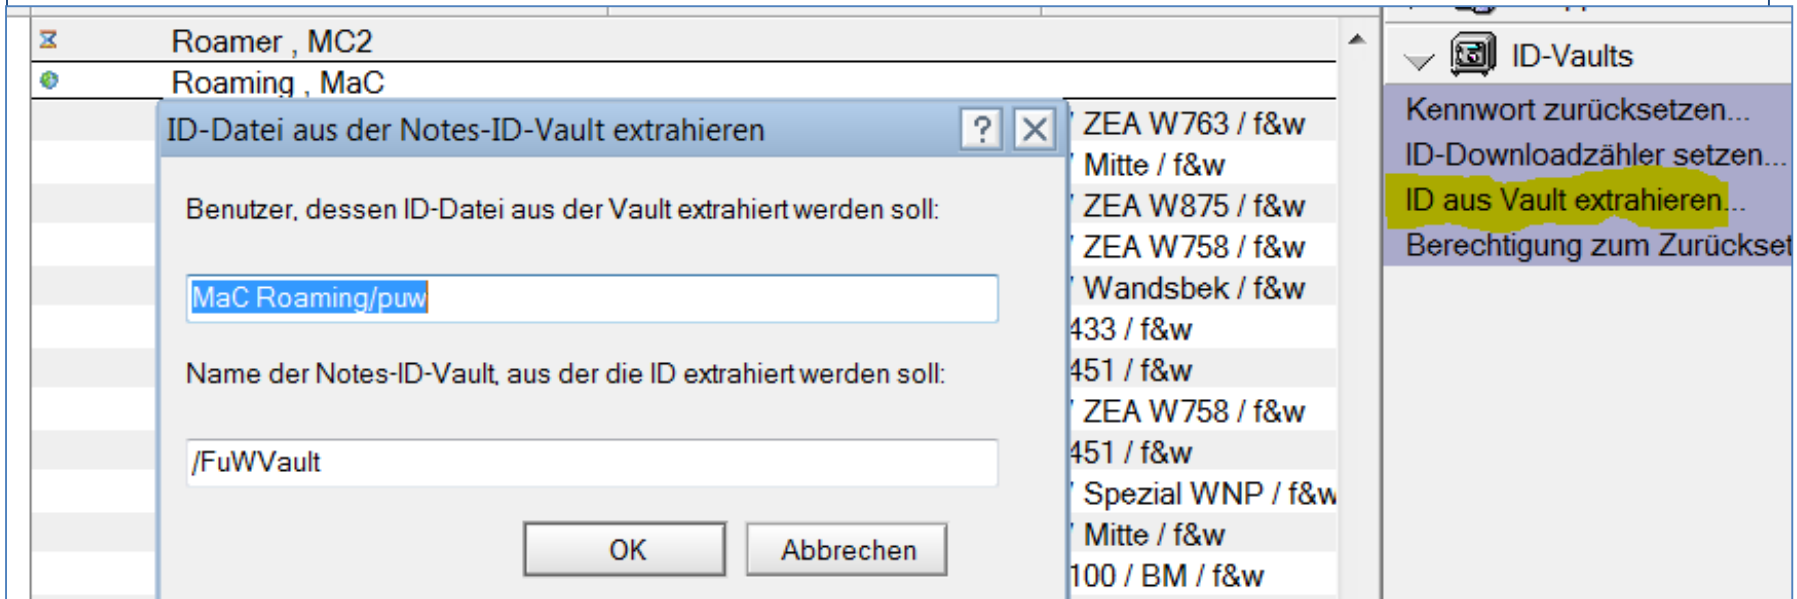 Roamer , MC2
Roaming , MaC
ID-Datei aus der Notes-ID-Vault extrahieren
Benutzer, dessen ID-Datei aus der Vault extrahiert werden soll:
MaC Roaming/puw
Name der Notes-ID-Vault, aus der die ID extrahiert werden soll:
/FuWVault
OK
Abbrechen
' ZEA W763 / f&w
' Mitte / f&w
' ZEA W875 / f&w
' ZEA W758 / f&w
' Wandsbek / f&w
433 / f&w
451 / f&w
' ZEA W758 / f&w
451 / f&w
' Spezial WNP / f&w
' Mitte / f&w
100 / BM / f&w
ID-Vaults
Kennwort zurücksetzen...
ID-Downloadzähler setzen...
ID aus Vault extrahieren...
Berechtigung zum Zurückset